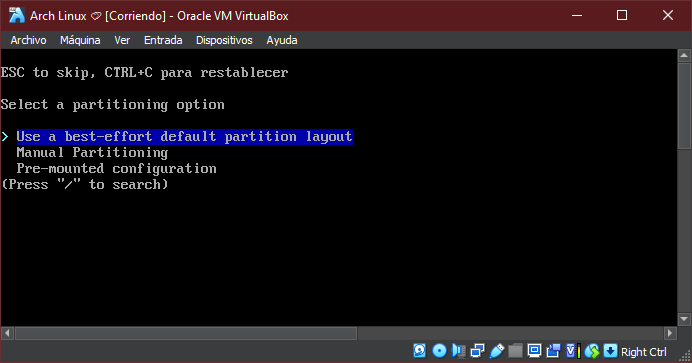 Arch Linux [Corriendo] - Oracle VM VirtualBox
Archivo Máquina Ver Entrada Dispositivos Ayuda
ESC to skip, CTRL+C para restablecer
Select a partitioning option
> Use a best-effort default partition layout
Manual Partitioning
Pre-mounted configuration
(Press "/" to search)
Right Ctrl